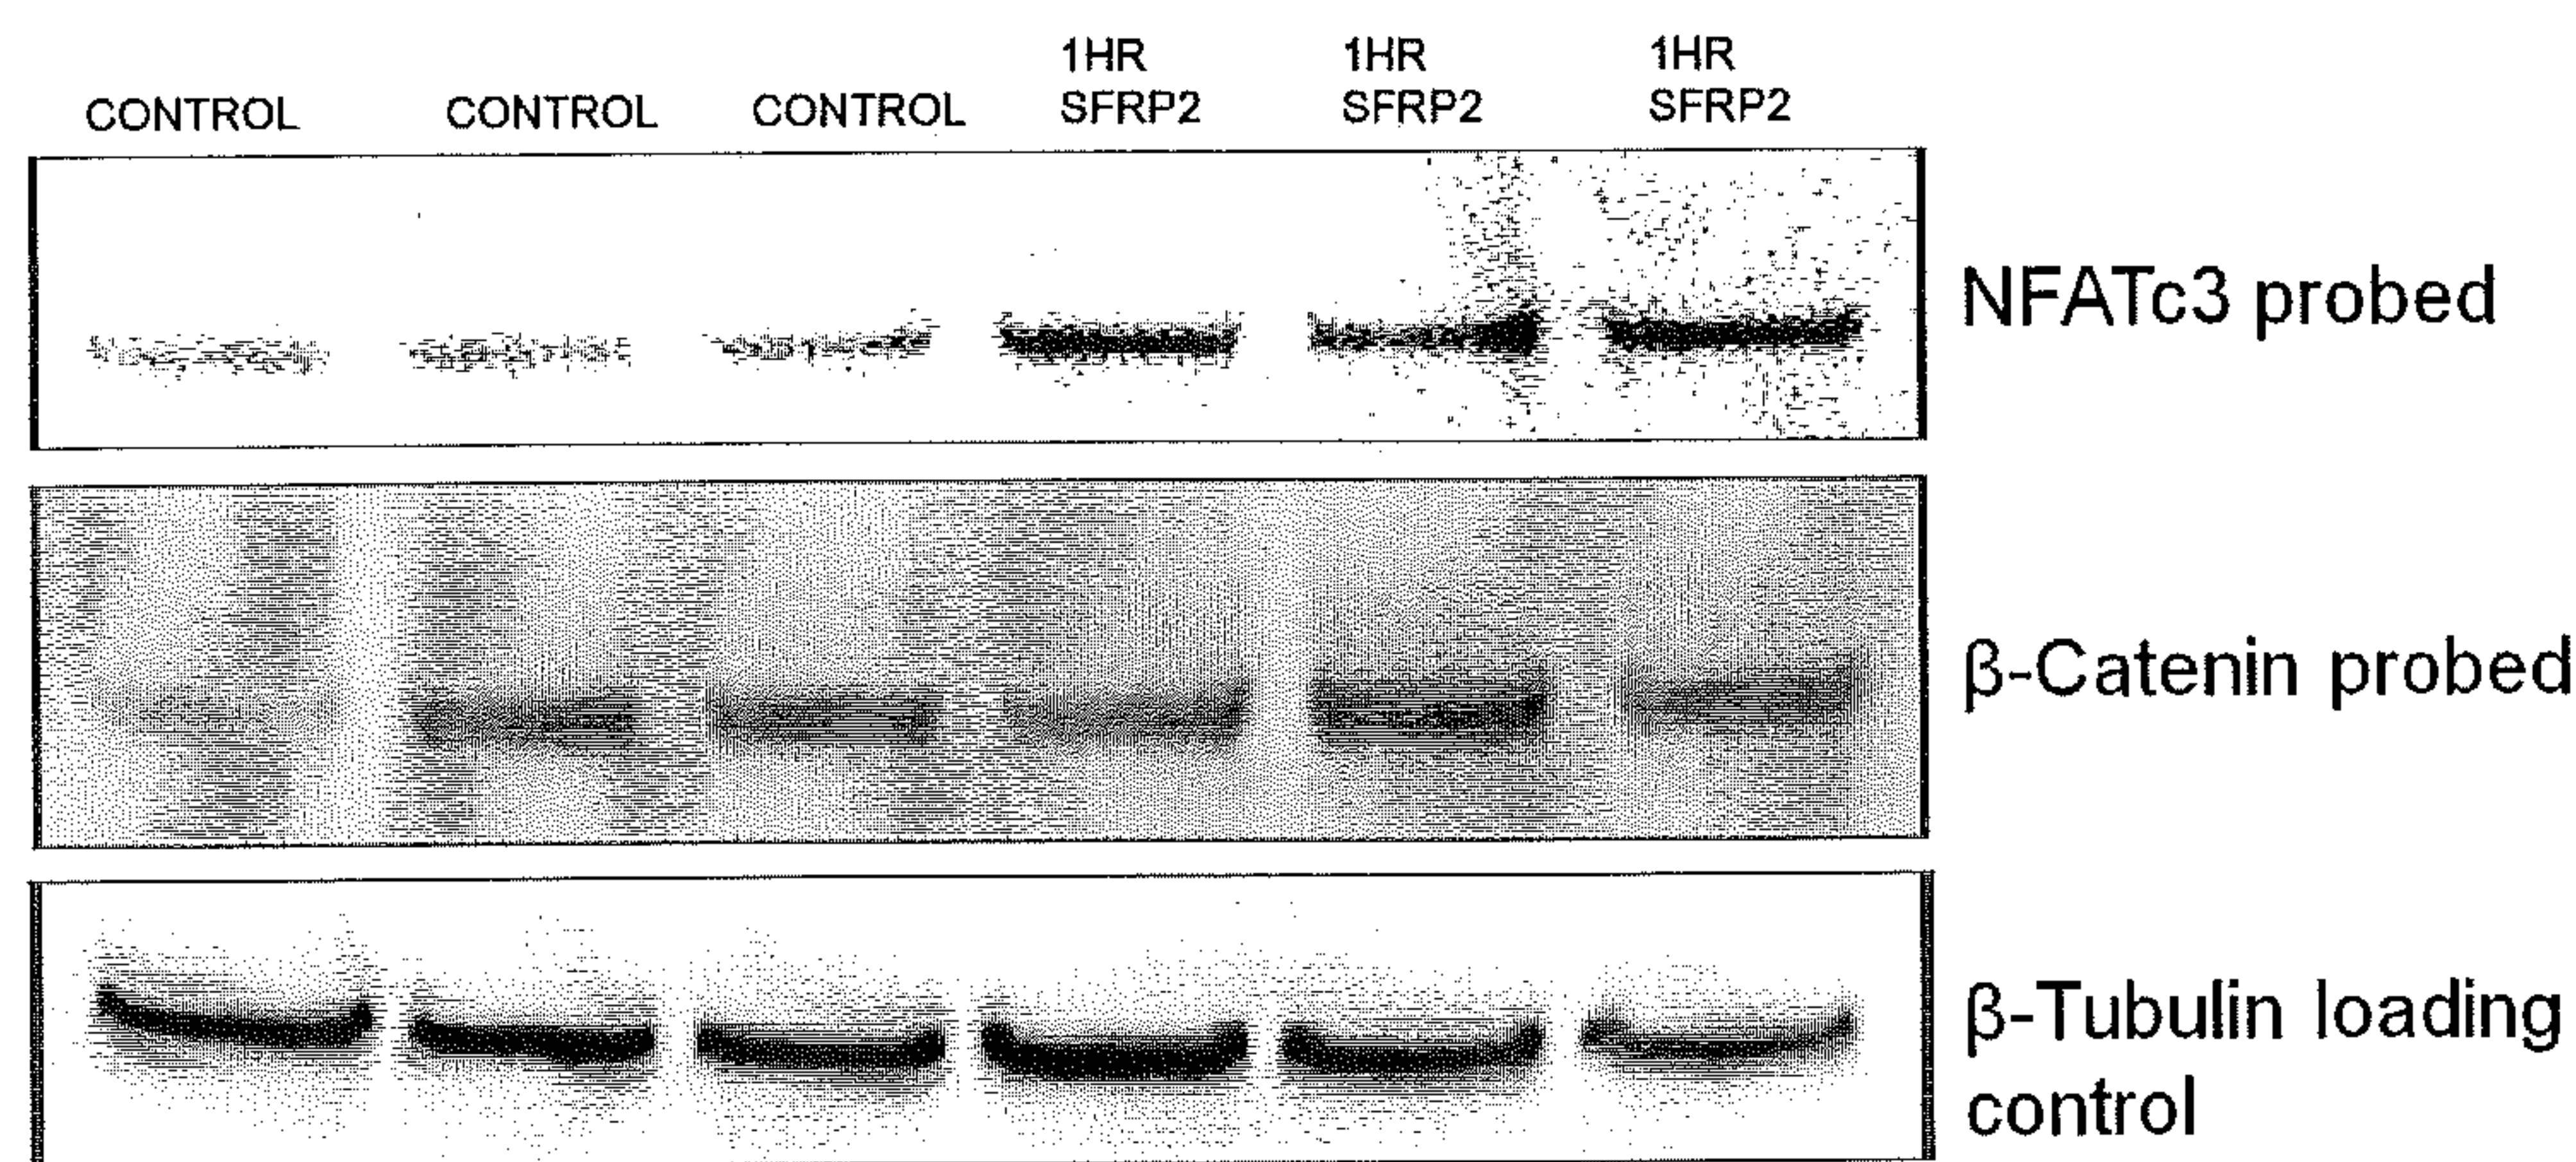 1HR 1HR 1HR
CONTROL CONTROL CONTROL SFRP2 SFRP2 SFRP2
NFATc3 probed
β-Catenin probed
β-Tubulin loading
control